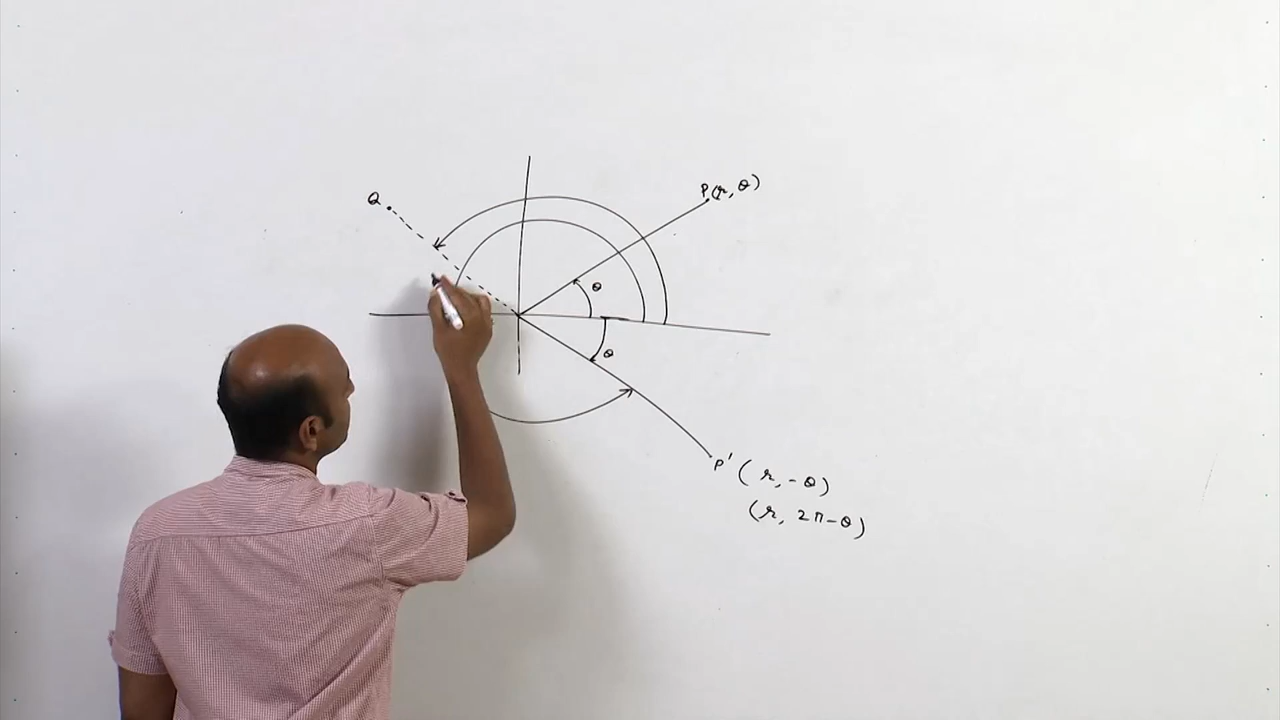 Q
P(r, θ)
θ
θ
P' (r, -θ)
(r, 2π-θ)